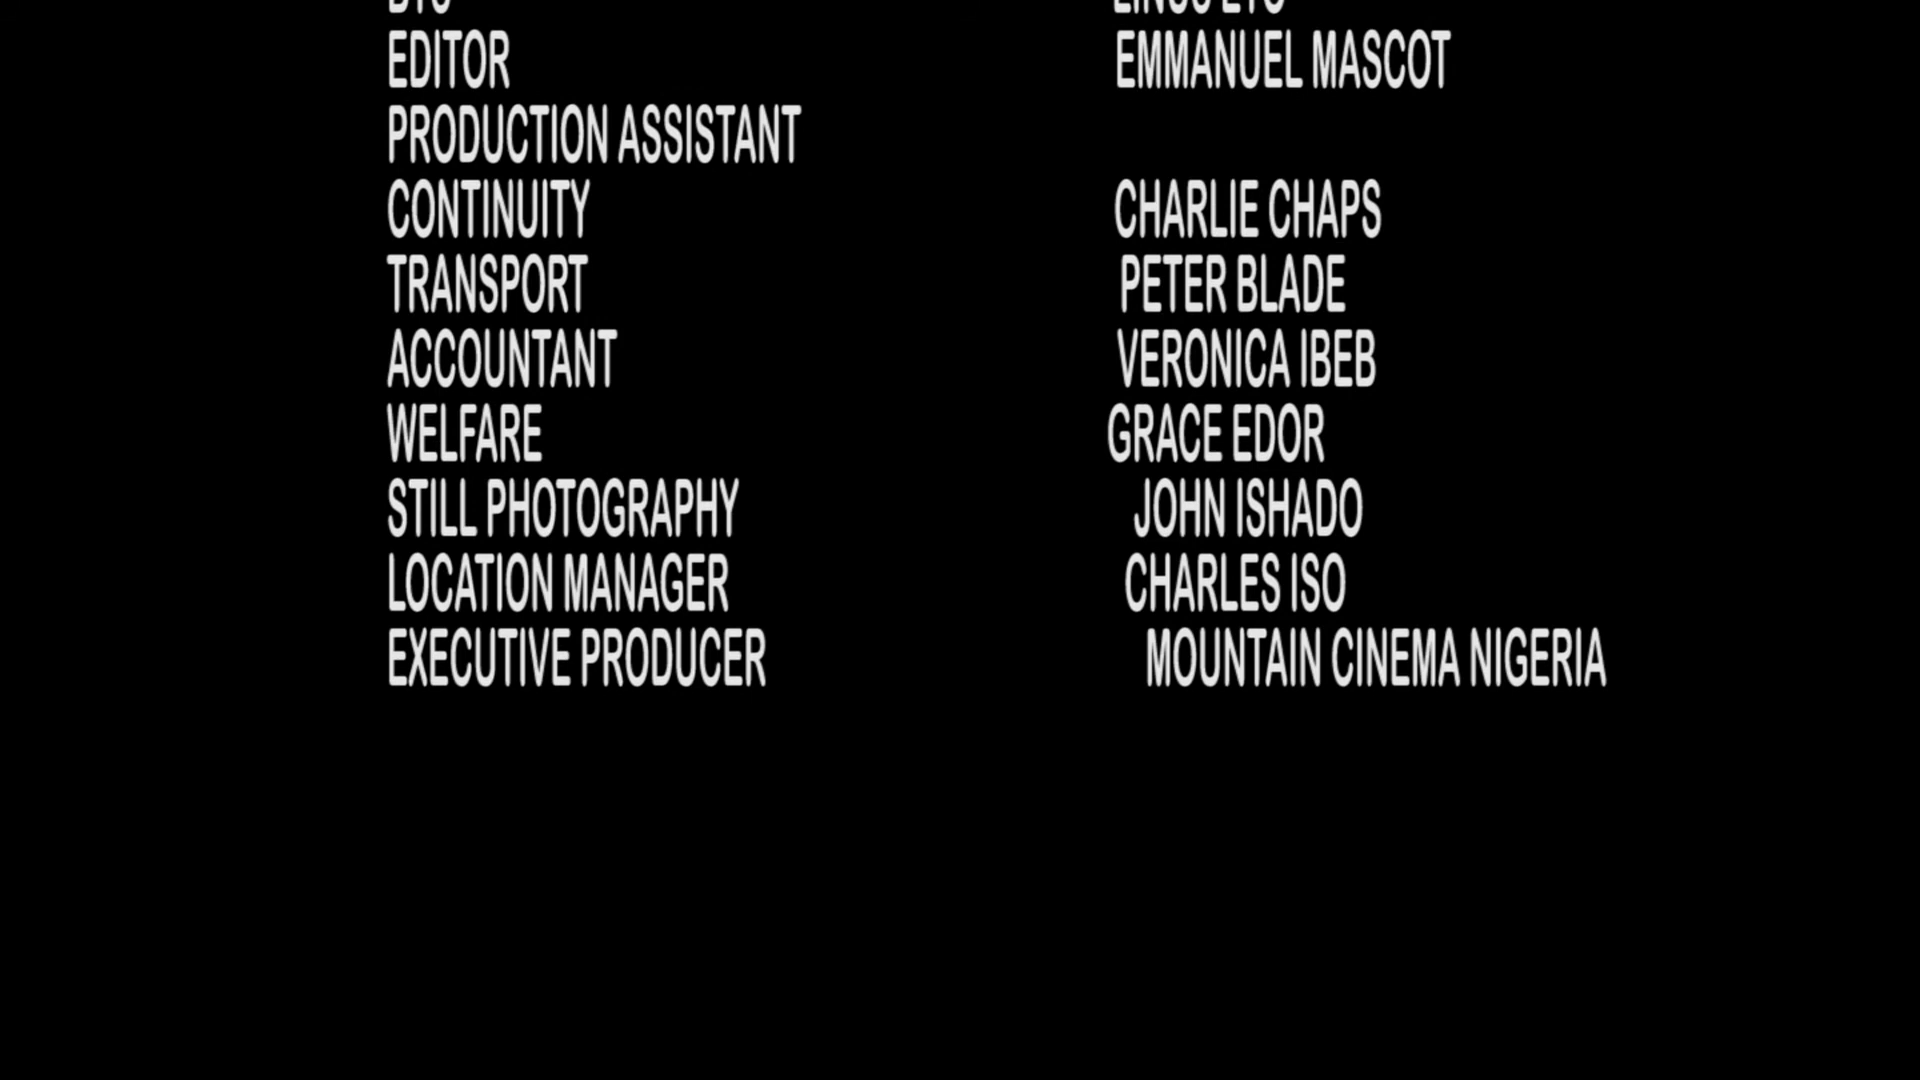 EDITOR EMMANUEL MASCOT
PRODUCTION ASSISTANT
CONTINUITY CHARLIE CHAPS
TRANSPORT PETER BLADE
ACCOUNTANT VERONICA IBEB
WELFARE GRACE EDOR
STILL PHOTOGRAPHY JOHN ISHADO
LOCATION MANAGER CHARLES ISO
EXECUTIVE PRODUCER MOUNTAIN CINEMA NIGERIA